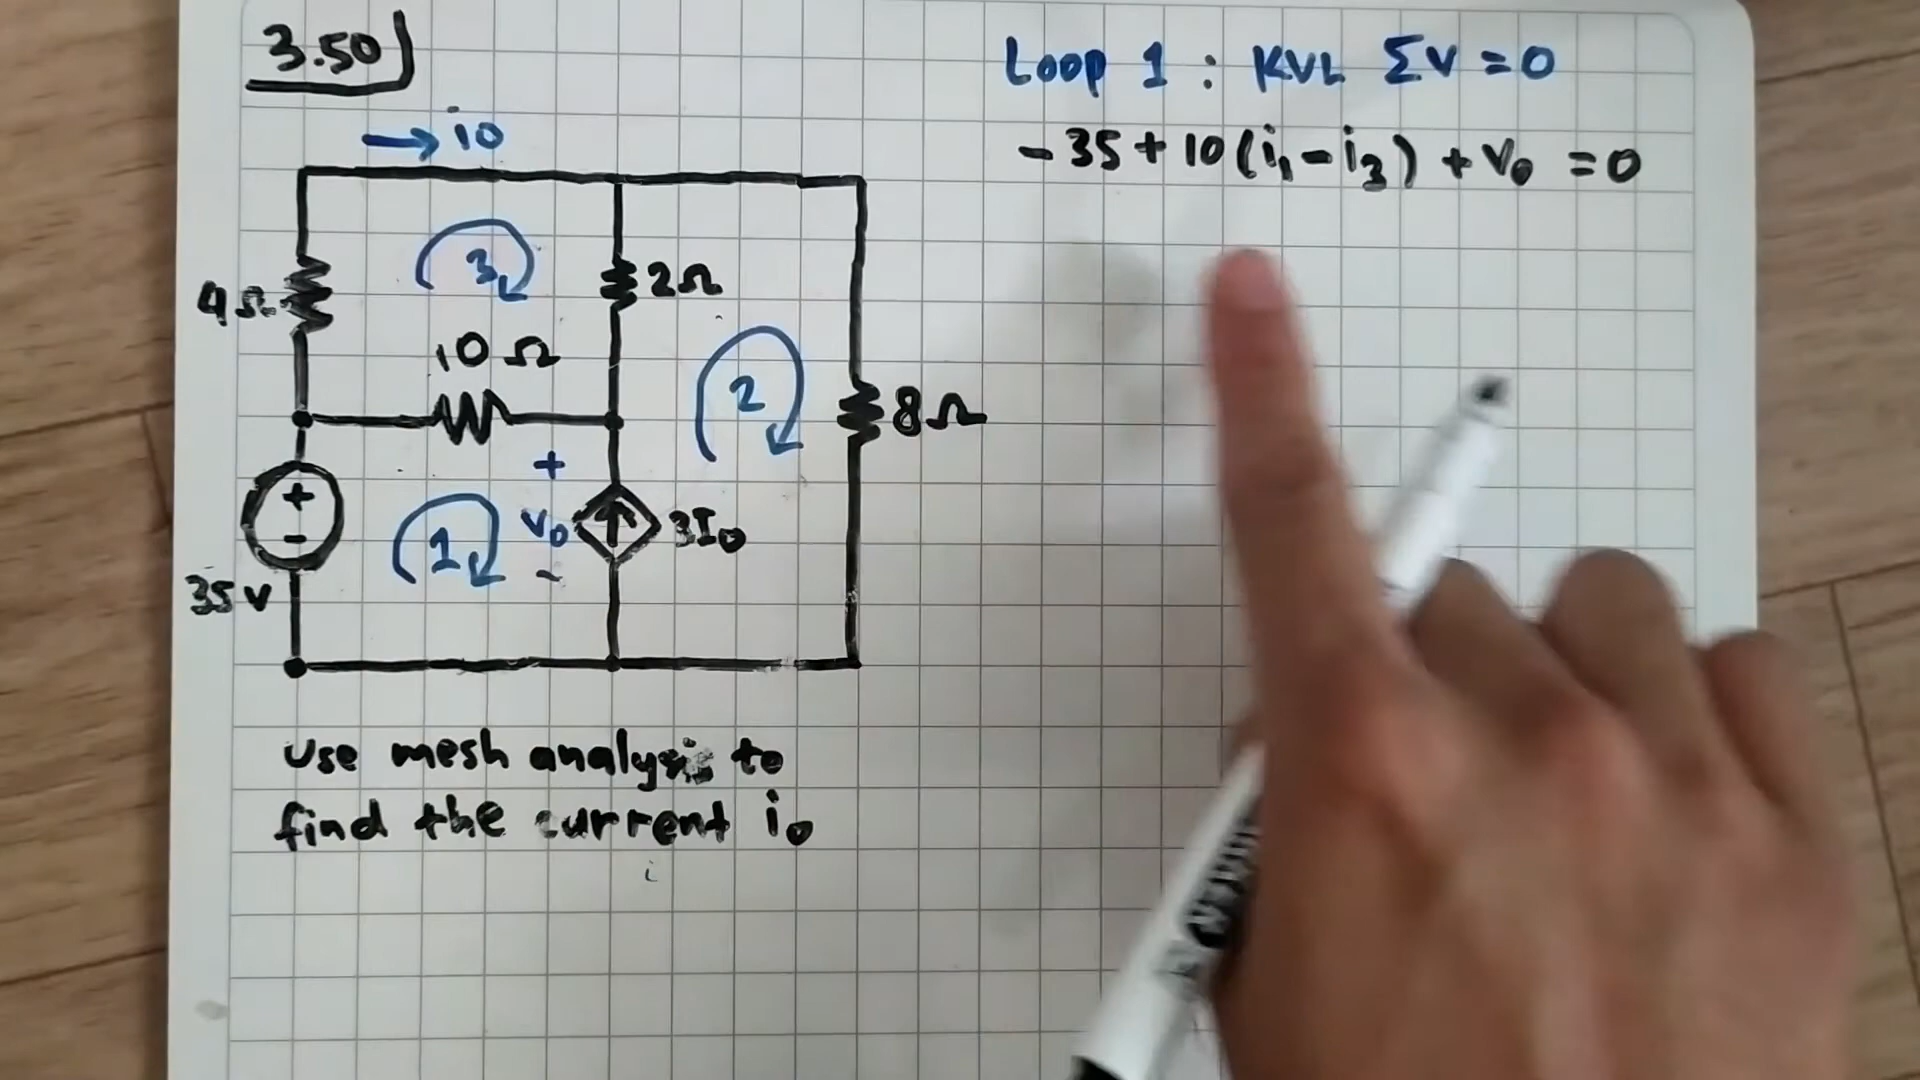 3.50
→ i0
4Ω
3
2Ω
10 Ω
2
8Ω
+
+
-
1
v0
-
3I0
35 v
use mesh analysis to
find the current i0
Loop 1 : KVL Σv = 0
- 35 + 10 (i1 - i3) + v0 = 0